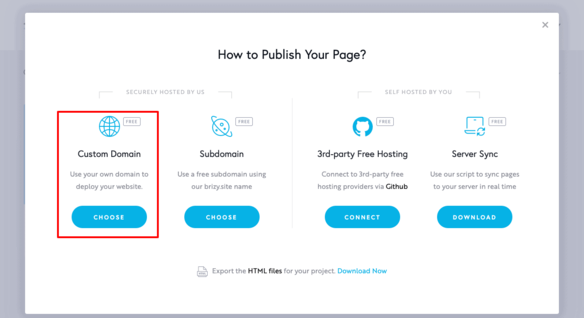 How to Publish Your Page?
SECURELY HOSTED BY US
SELF HOSTED BY YOU
FREE
FREE
FREE
FREE
Custom Domain
Subdomain
3rd-party Free Hosting
Server Sync
Use your own domain to
deploy your website.
Use a free subdomain using
our brizy.site name
Connect to 3rd-party free
hosting providers via Github
Use our script to sync pages
to your server in real time
CHOOSE
CHOOSE
CONNECT
DOWNLOAD
Export the HTML files for your project. Download Now